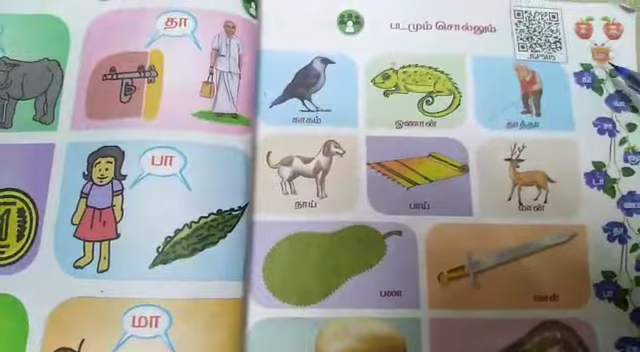 தா
பா
மா
படமும் சொல்லும்
காகம்
ஓணான்
தாத்தா
நாய்
பாய்
மான்
பலா
வாள்